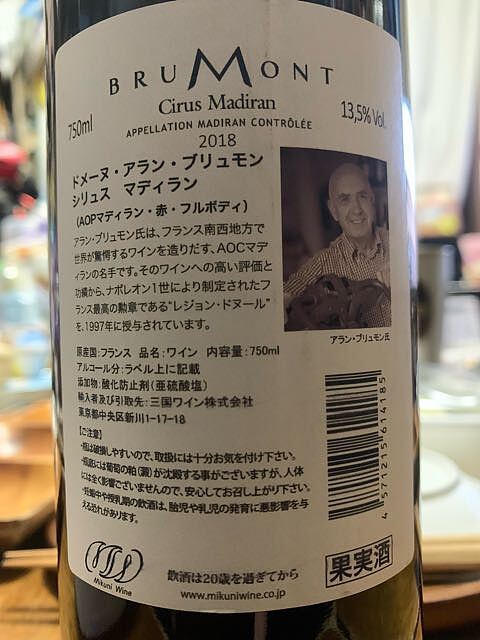 BRUMONT
Cirus Madiran
750ml
13,5% Vol.
APPELLATION MADIRAN CONTRÔLÉE
2018
ドメーヌ・アラン・ブリュモン
シリュス マディラン
(AOPマディラン・赤・フルボディ)
アラン・ブリュモン氏は、フランス南西地方で
世界が驚愕するワインを造りだす、AOCマデ
ィランの名手です。そのワインへの高い評価と
功績から、ナポレオン1世により制定されたフ
ランス最高の勲章である"レジョン・ドヌール"
を、1997年に授与されています。
アラン・ブリュモン氏
原産国:フランス 品名:ワイン 内容量:750ml
アルコール分:ラベル上に記載
添加物:酸化防止剤(亜硫酸塩)
輸入者及び引取先:三国ワイン株式会社
東京都中央区新川1-17-18
【ご注意】
・瓶は破損しやすいので、取扱には十分お気を付け下さい。
・瓶底には葡萄の粕(澱)が沈殿する事がございますが、人体
には全く影響ございませんので、安心してお召し上がり下さい。
・妊娠中や授乳期の飲酒は、胎児や乳児の発育に悪影響を与
える恐れがあります。
4571215614185
Mikuni Wine
飲酒は20歳を過ぎてから
www.mikuniwine.co.jp
果実酒